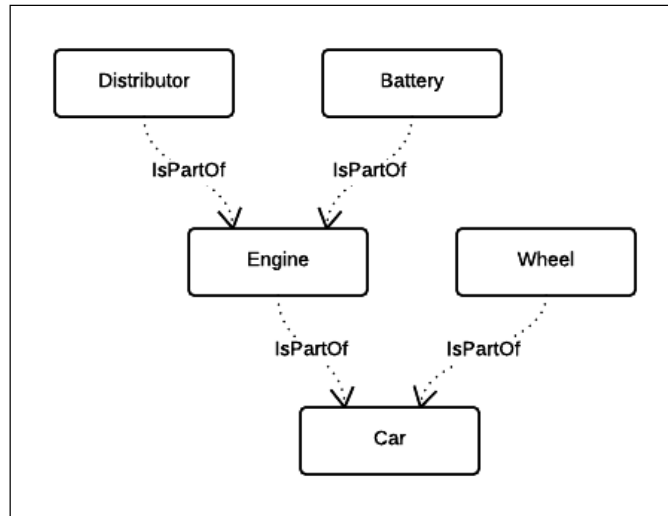 Distributor
Battery
IsPartOf
IsPartOf
Engine
Wheel
IsPartOf
IsPartOf
Car